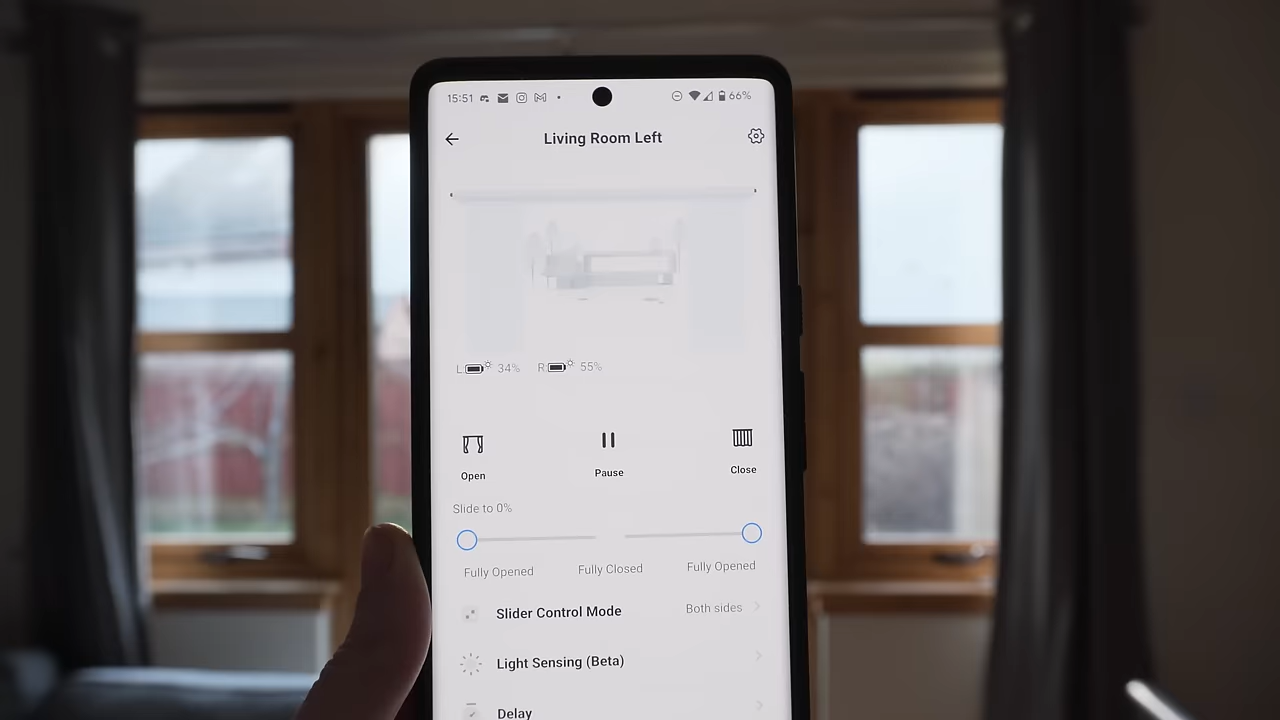 15:51 66%
Living Room Left
L 34% R 55%
Open Pause Close
Slide to 0%
Fully Opened Fully Closed Fully Opened
Slider Control Mode Both sides
Light Sensing (Beta)
Delay